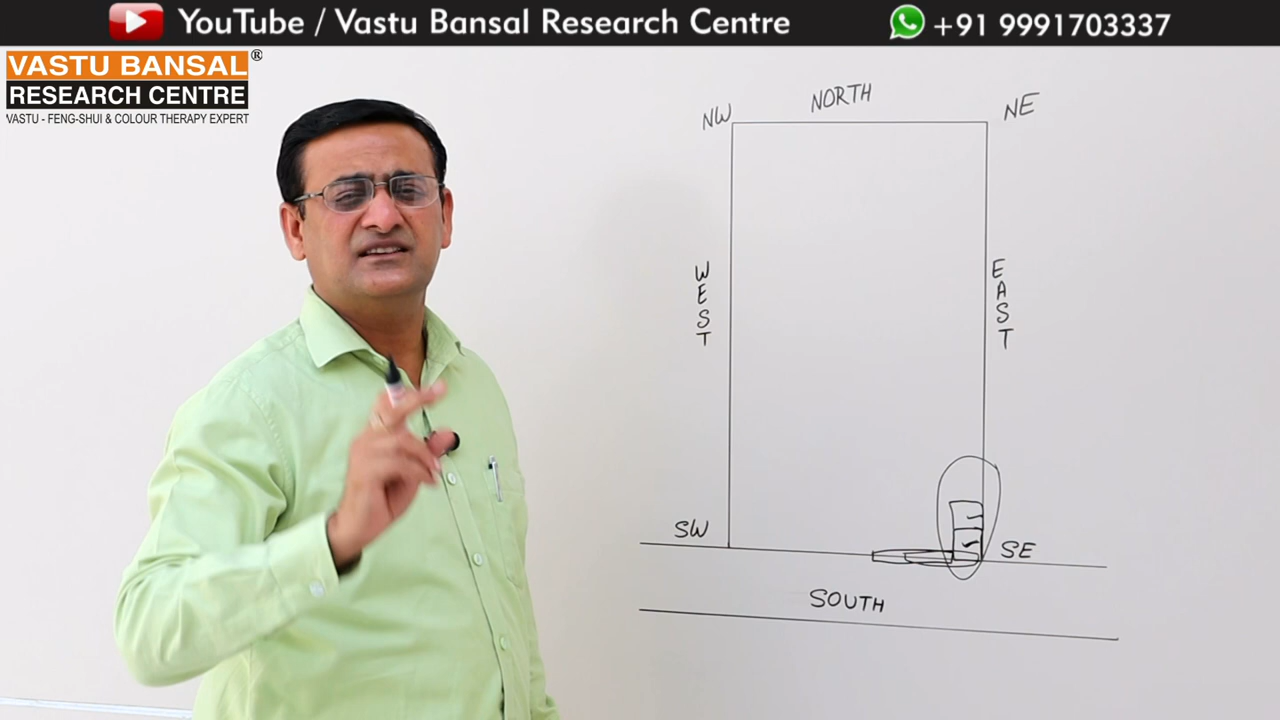 YouTube / Vastu Bansal Research Centre
+91 9991703337
VASTU BANSAL®
RESEARCH CENTRE
VASTU - FENG-SHUI & COLOUR THERAPY EXPERT
NW
NORTH
NE
WEST
EAST
SW
SE
SOUTH